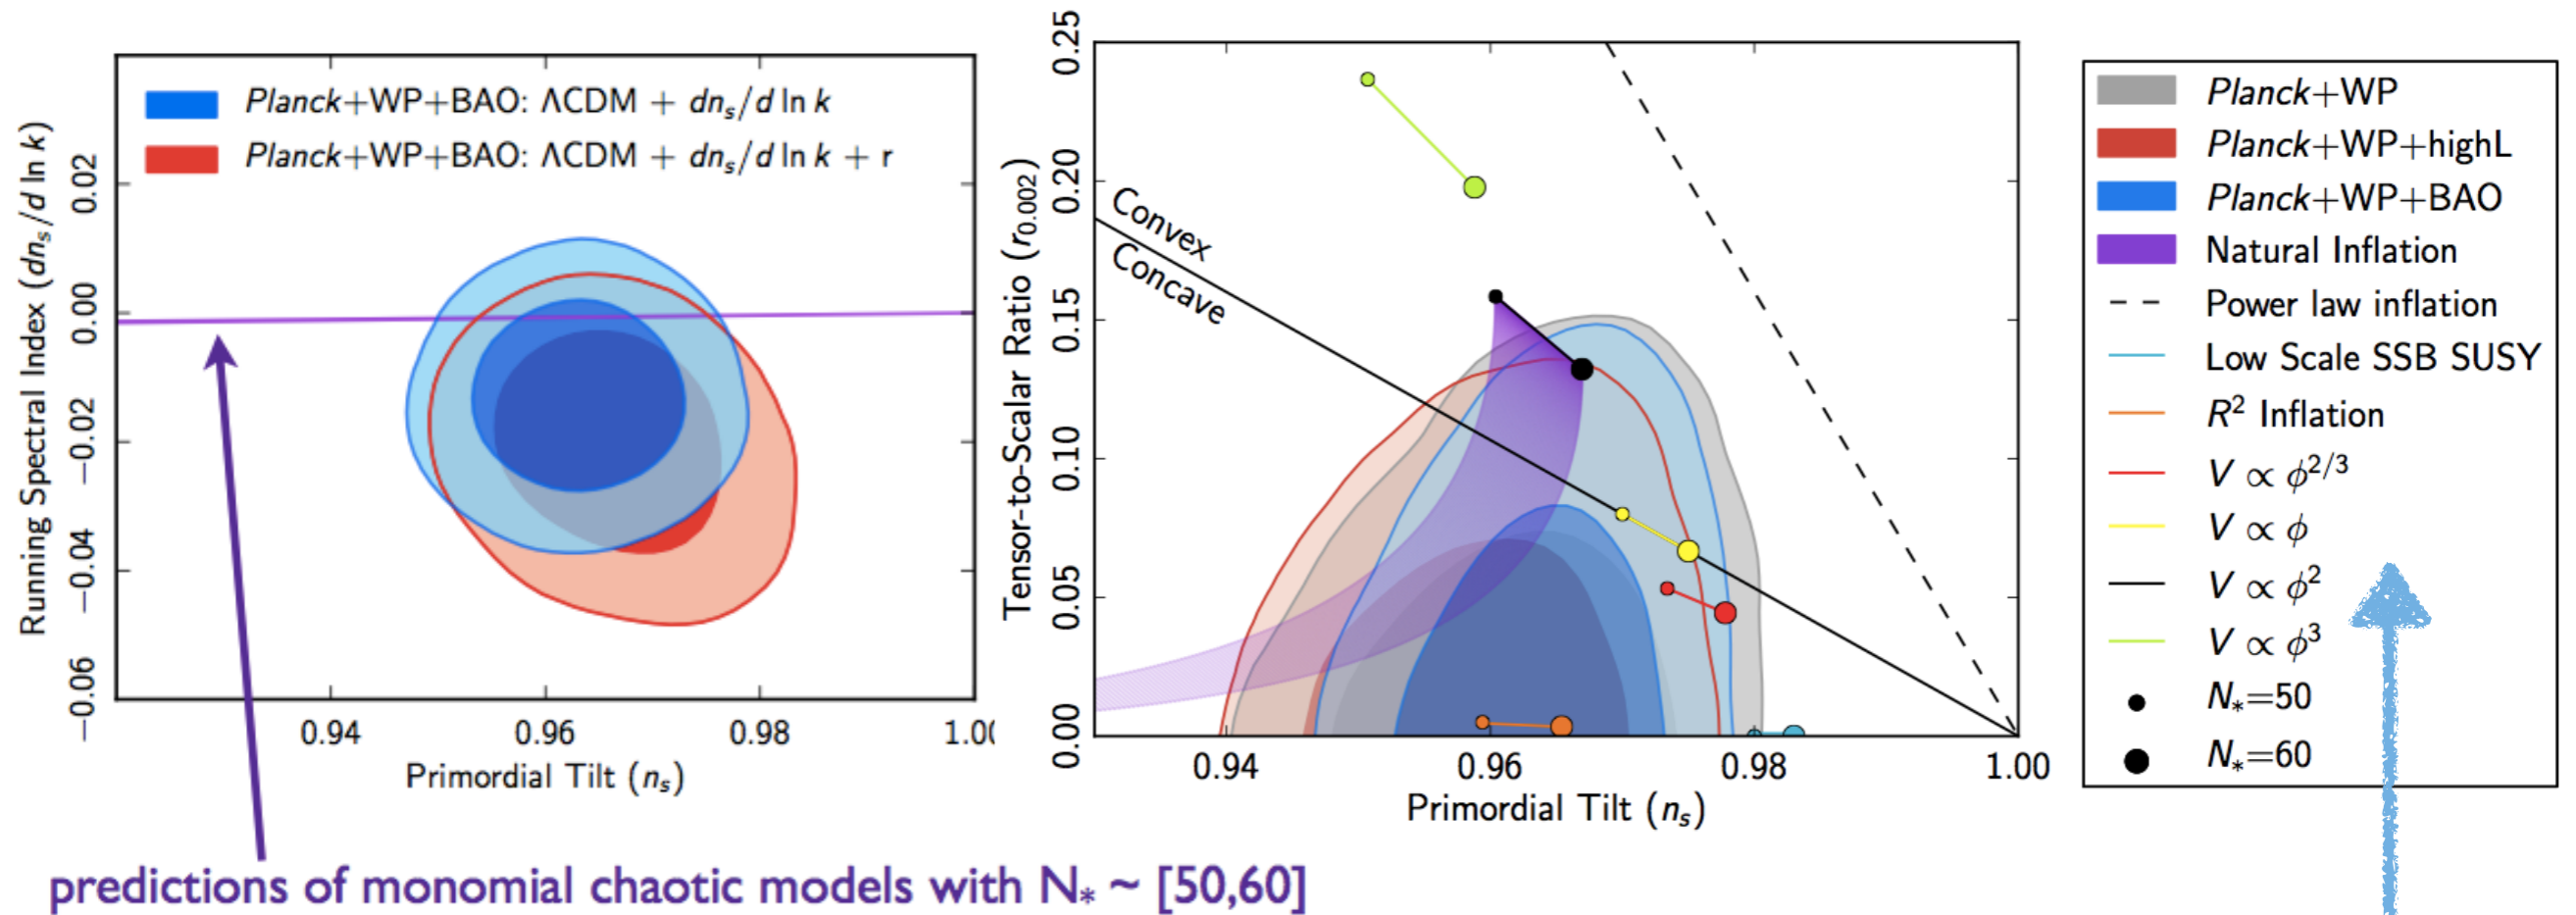 Planck+WP+BAO: ΛCDM + dn_s/d ln k
Planck+WP+BAO: ΛCDM + dn_s/d ln k + r
Running Spectral Index (dn_s/d ln k)
0.02
0.00
−0.02
−0.04
−0.06
0.94
0.96
0.98
1.00
Primordial Tilt (n_s)
Tensor-to-Scalar Ratio (r_0.002)
0.25
0.20
0.15
0.10
0.05
0.00
Convex
Concave
0.94
0.96
0.98
1.00
Primordial Tilt (n_s)
Planck+WP
Planck+WP+highL
Planck+WP+BAO
Natural Inflation
Power law inflation
Low Scale SSB SUSY
R² Inflation
V ∝ ϕ^{2/3}
V ∝ ϕ
V ∝ ϕ²
V ∝ ϕ³
N_*=50
N_*=60
predictions of monomial chaotic models with N_* ~ [50,60]